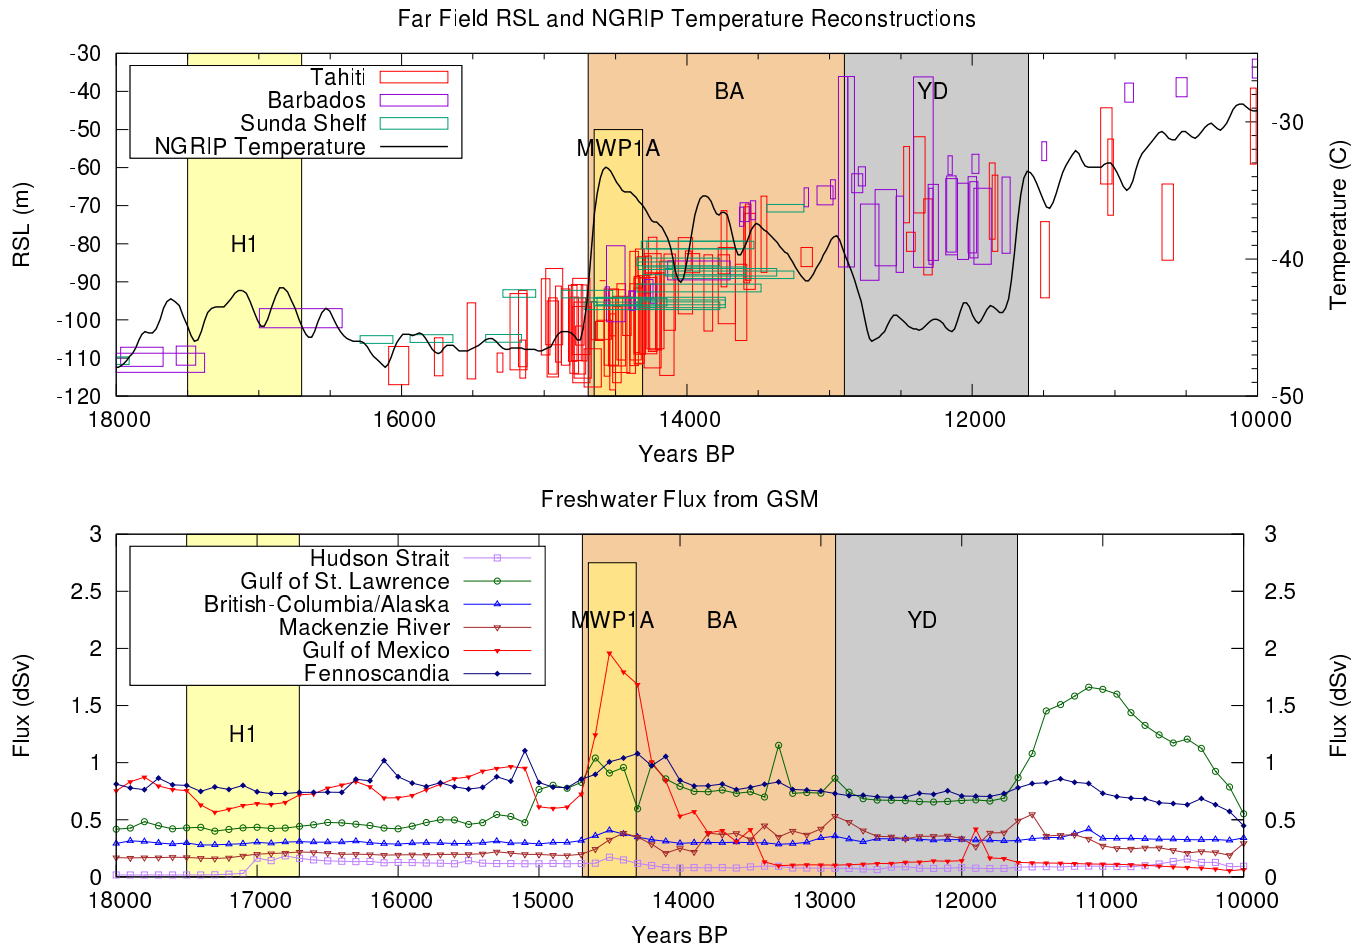 Far Field RSL and NGRIP Temperature Reconstructions
-30
-40
-50
-60
-70
-80
-90
-100
-110
-120
RSL (m)
Tahiti
Barbados
Sunda Shelf
NGRIP Temperature
H1
MWP1A
BA
YD
-30
-40
-50
Temperature (C)
18000 16000 14000 12000 10000
Years BP
Freshwater Flux from GSM
3
2.5
2
1.5
1
0.5
0
Flux (dSv)
Hudson Strait
Gulf of St. Lawrence
British-Columbia/Alaska
Mackenzie River
Gulf of Mexico
Fennoscandia
H1
MWP1A
BA
YD
3
2.5
2
1.5
1
0.5
0
Flux (dSv)
18000 17000 16000 15000 14000 13000 12000 11000 10000
Years BP